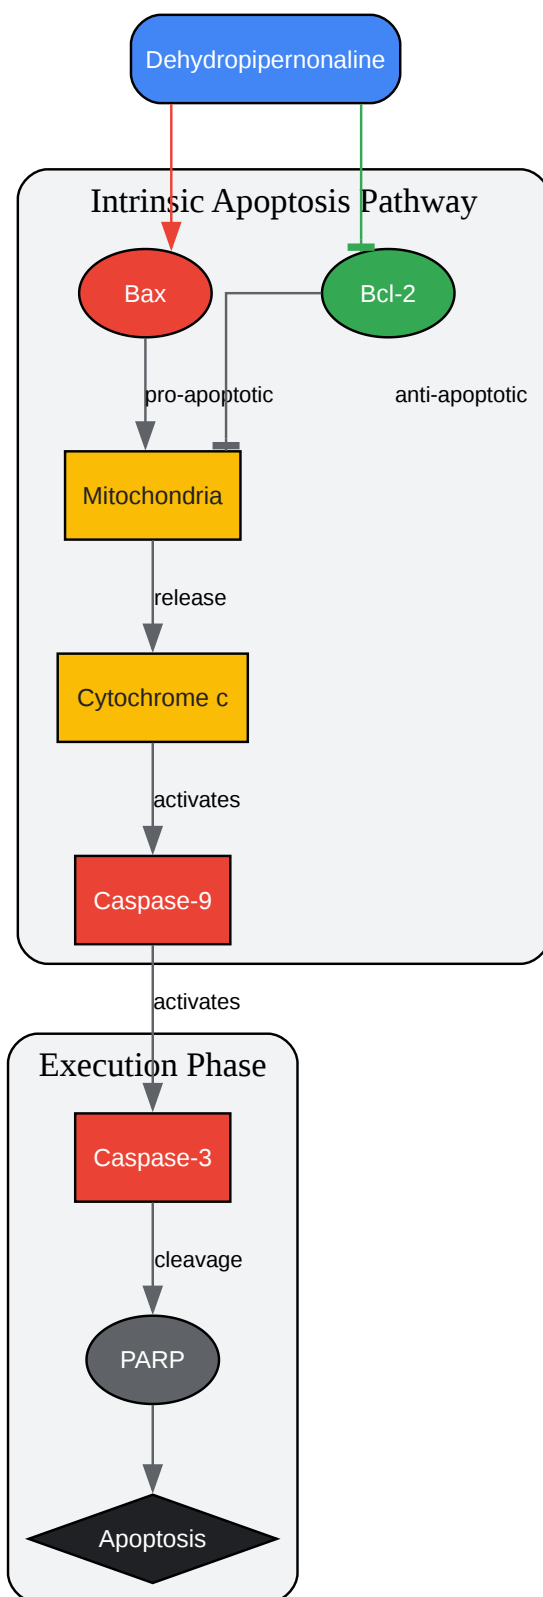 Dehydropipernonaline
Intrinsic Apoptosis Pathway
Bax
Bcl-2
pro-apoptotic
anti-apoptotic
Mitochondria
release
Cytochrome c
activates
Caspase-9
activates
Execution Phase
Caspase-3
cleavage
PARP
Apoptosis